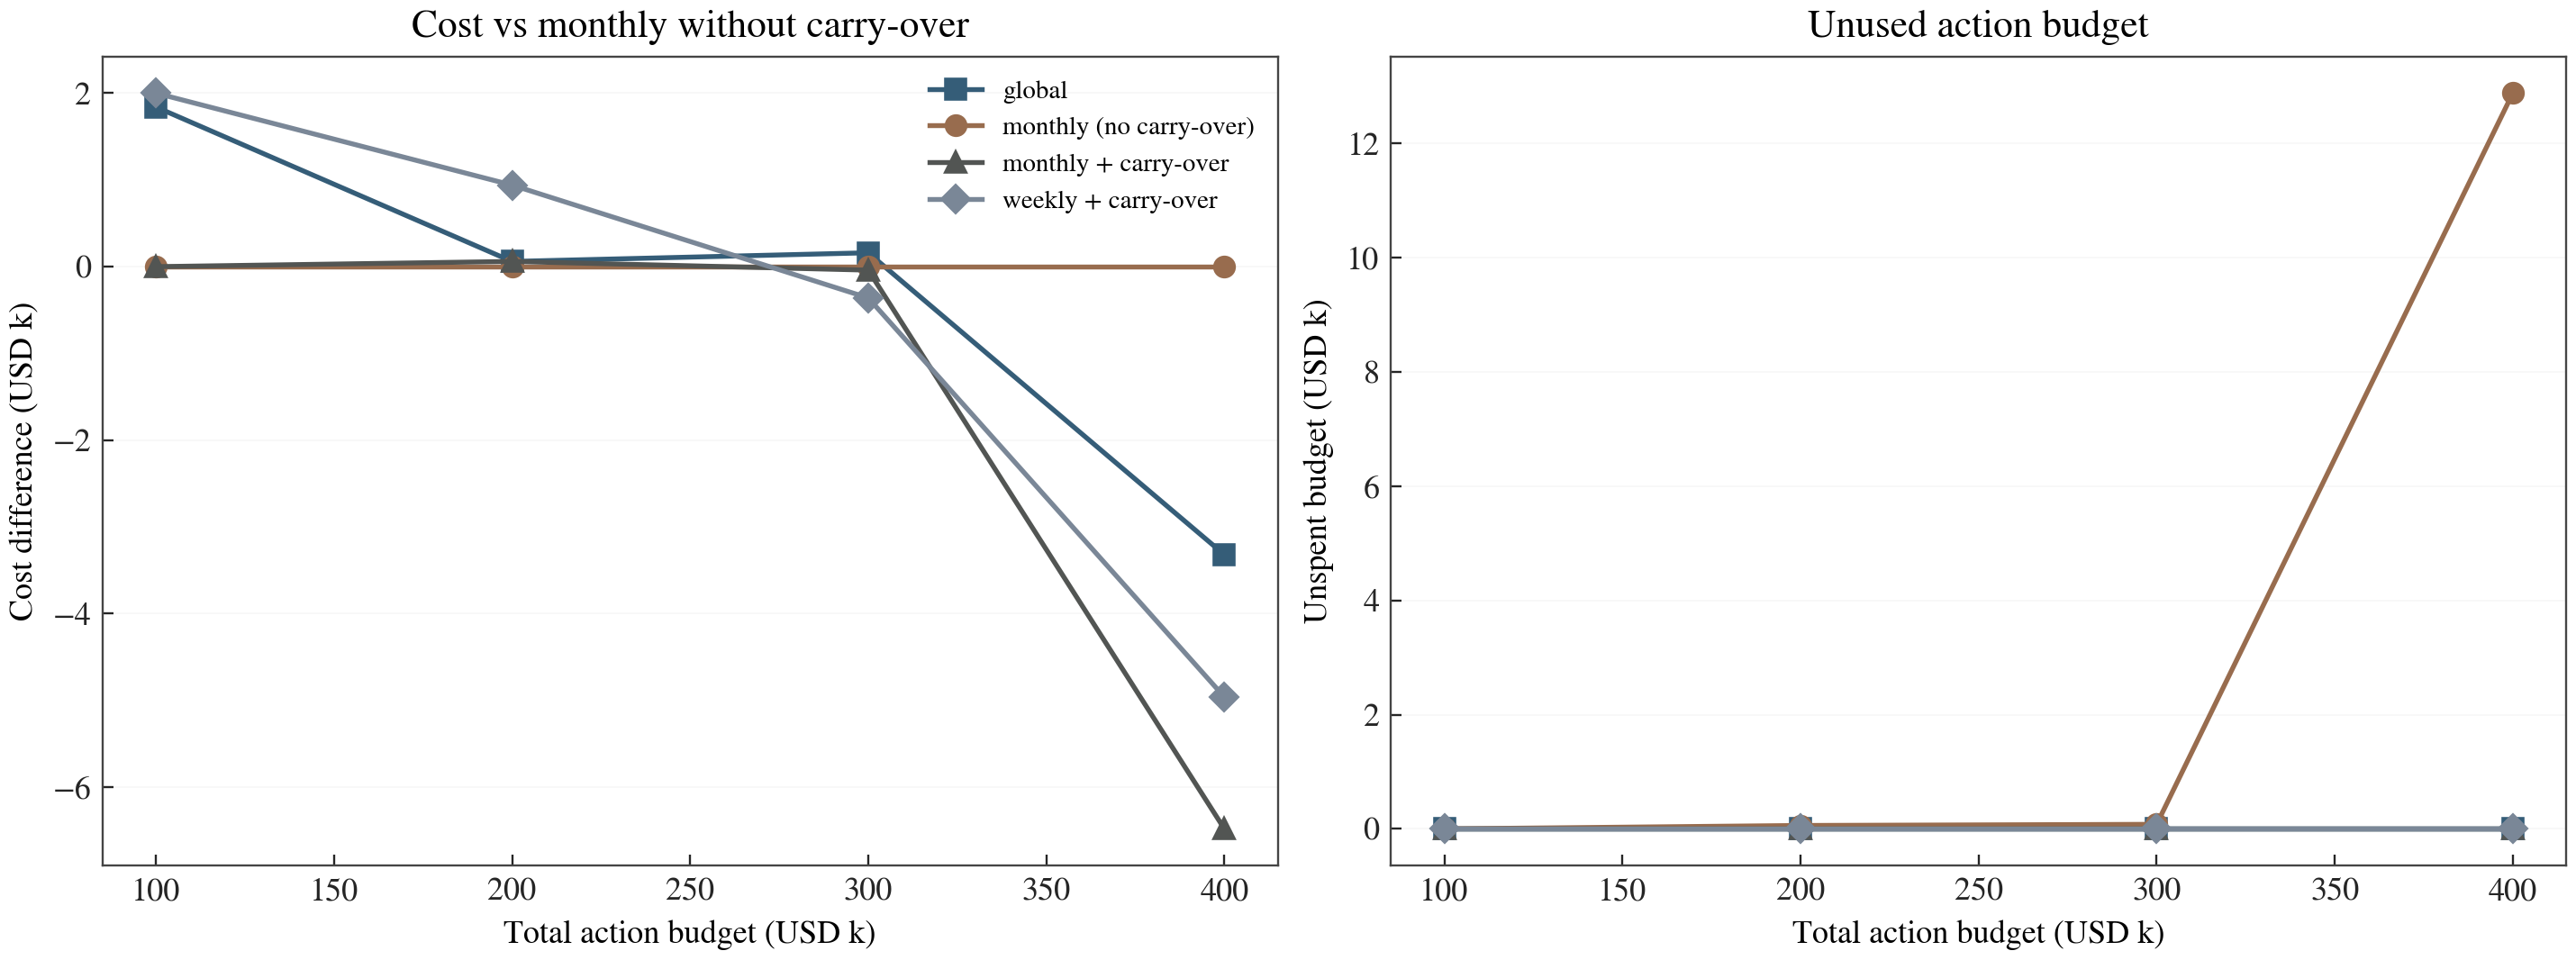 Cost vs monthly without carry-over
Cost difference (USD k)
2
0
−2
−4
−6
global
monthly (no carry-over)
monthly + carry-over
weekly + carry-over
100 150 200 250 300 350 400
Total action budget (USD k)
Unused action budget
Unspent budget (USD k)
12
10
8
6
4
2
0
100 150 200 250 300 350 400
Total action budget (USD k)